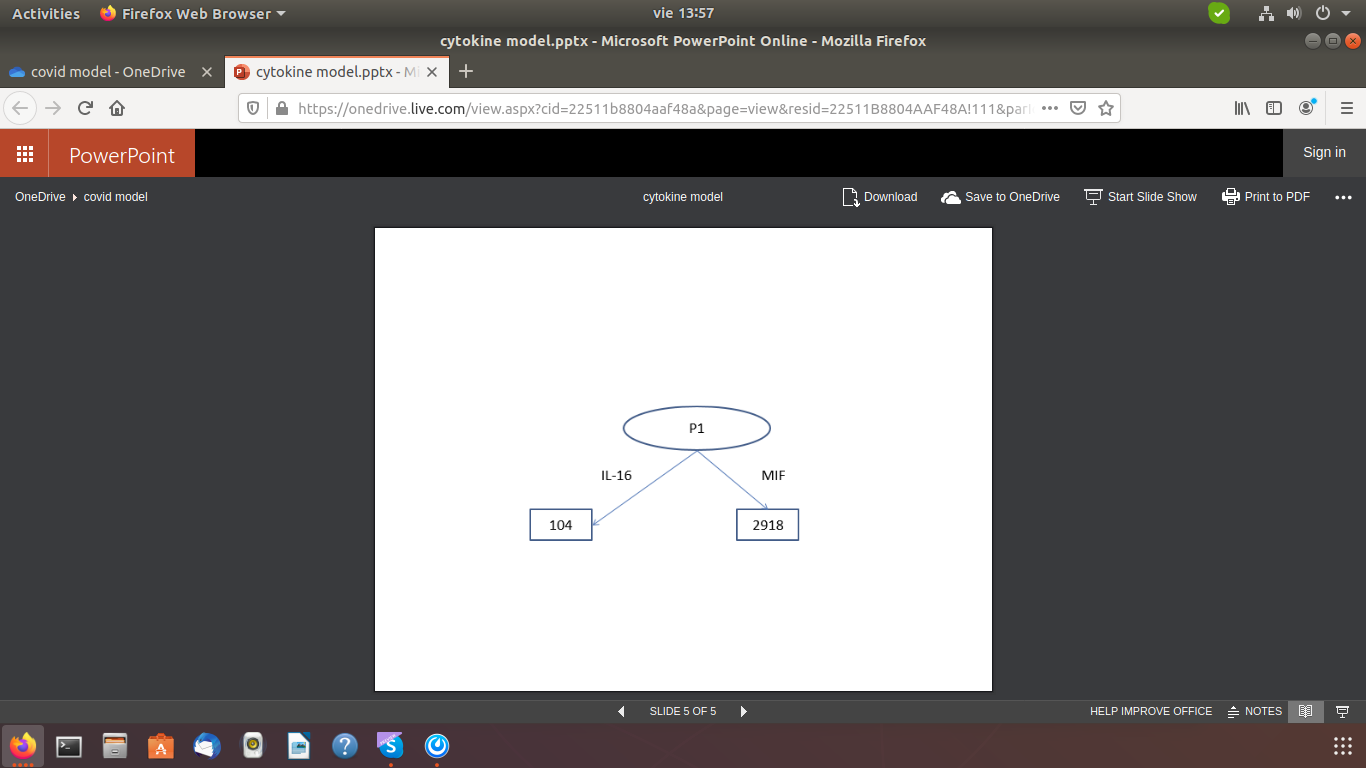 Activities
Firefox Web Browser
vie 13:57
cytokine model.pptx - Microsoft PowerPoint Online - Mozilla Firefox
covid model - OneDrive
cytokine model.pptx - M
https://onedrive.live.com/view.aspx?cid=22511b8804aaf48a&page=view&resid=22511B8804AAF48A!111&par
PowerPoint
Sign in
OneDrive covid model
cytokine model
Download
Save to OneDrive
Start Slide Show
Print to PDF
P1
IL-16
MIF
104
2918
SLIDE 5 OF 5
HELP IMPROVE OFFICE
NOTES